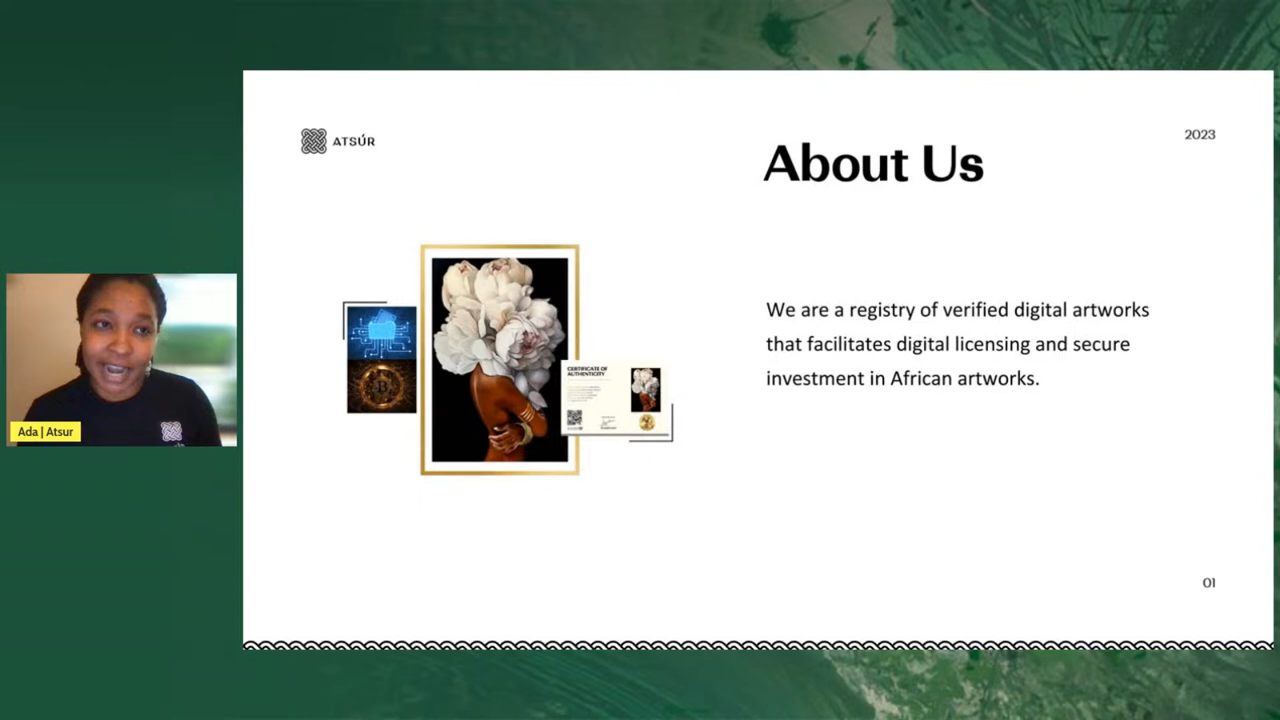 ATSÚR
2023
About Us
We are a registry of verified digital artworks
that facilitates digital licensing and secure
investment in African artworks.
CERTIFICATE OF
AUTHENTICITY
Ada | Atsur
01